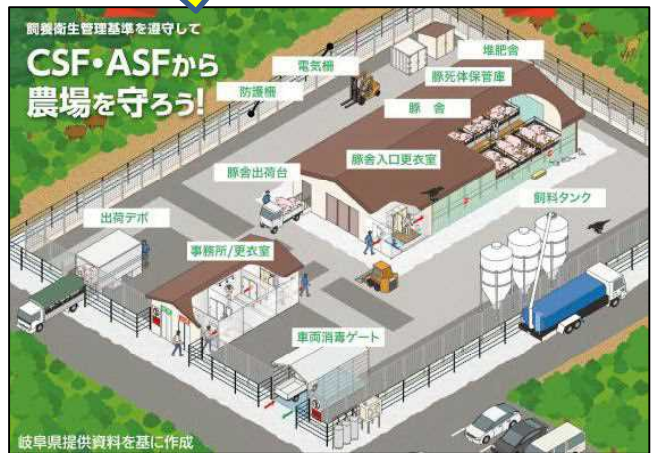 飼養衛生管理基準を遵守して
CSF・ASFから
農場を守ろう!
電気柵
防護柵
堆肥舎
豚死体保管庫
豚 舎
豚舎入口更衣室
豚舎出荷台
飼料タンク
出荷デポ
事務所/更衣室
車両消毒ゲート
岐阜県提供資料を基に作成